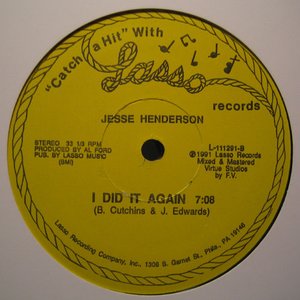 "Catch a Hit" With
Lasso
records
JESSE HENDERSON
STEREO 33 1/3 RPM
PRODUCED BY AL FORD
PUB. BY LASSO MUSIC
(BMI)
L-111291-B
℗1991 Lasso Records
Mixed & Mastered
Virtue Studios
by F.V.
I DID IT AGAIN 7:08
(B. Cutchins & J. Edwards)
Lasso Recording Company, Inc., 1309 S. Garnet St., Phila., PA 19146